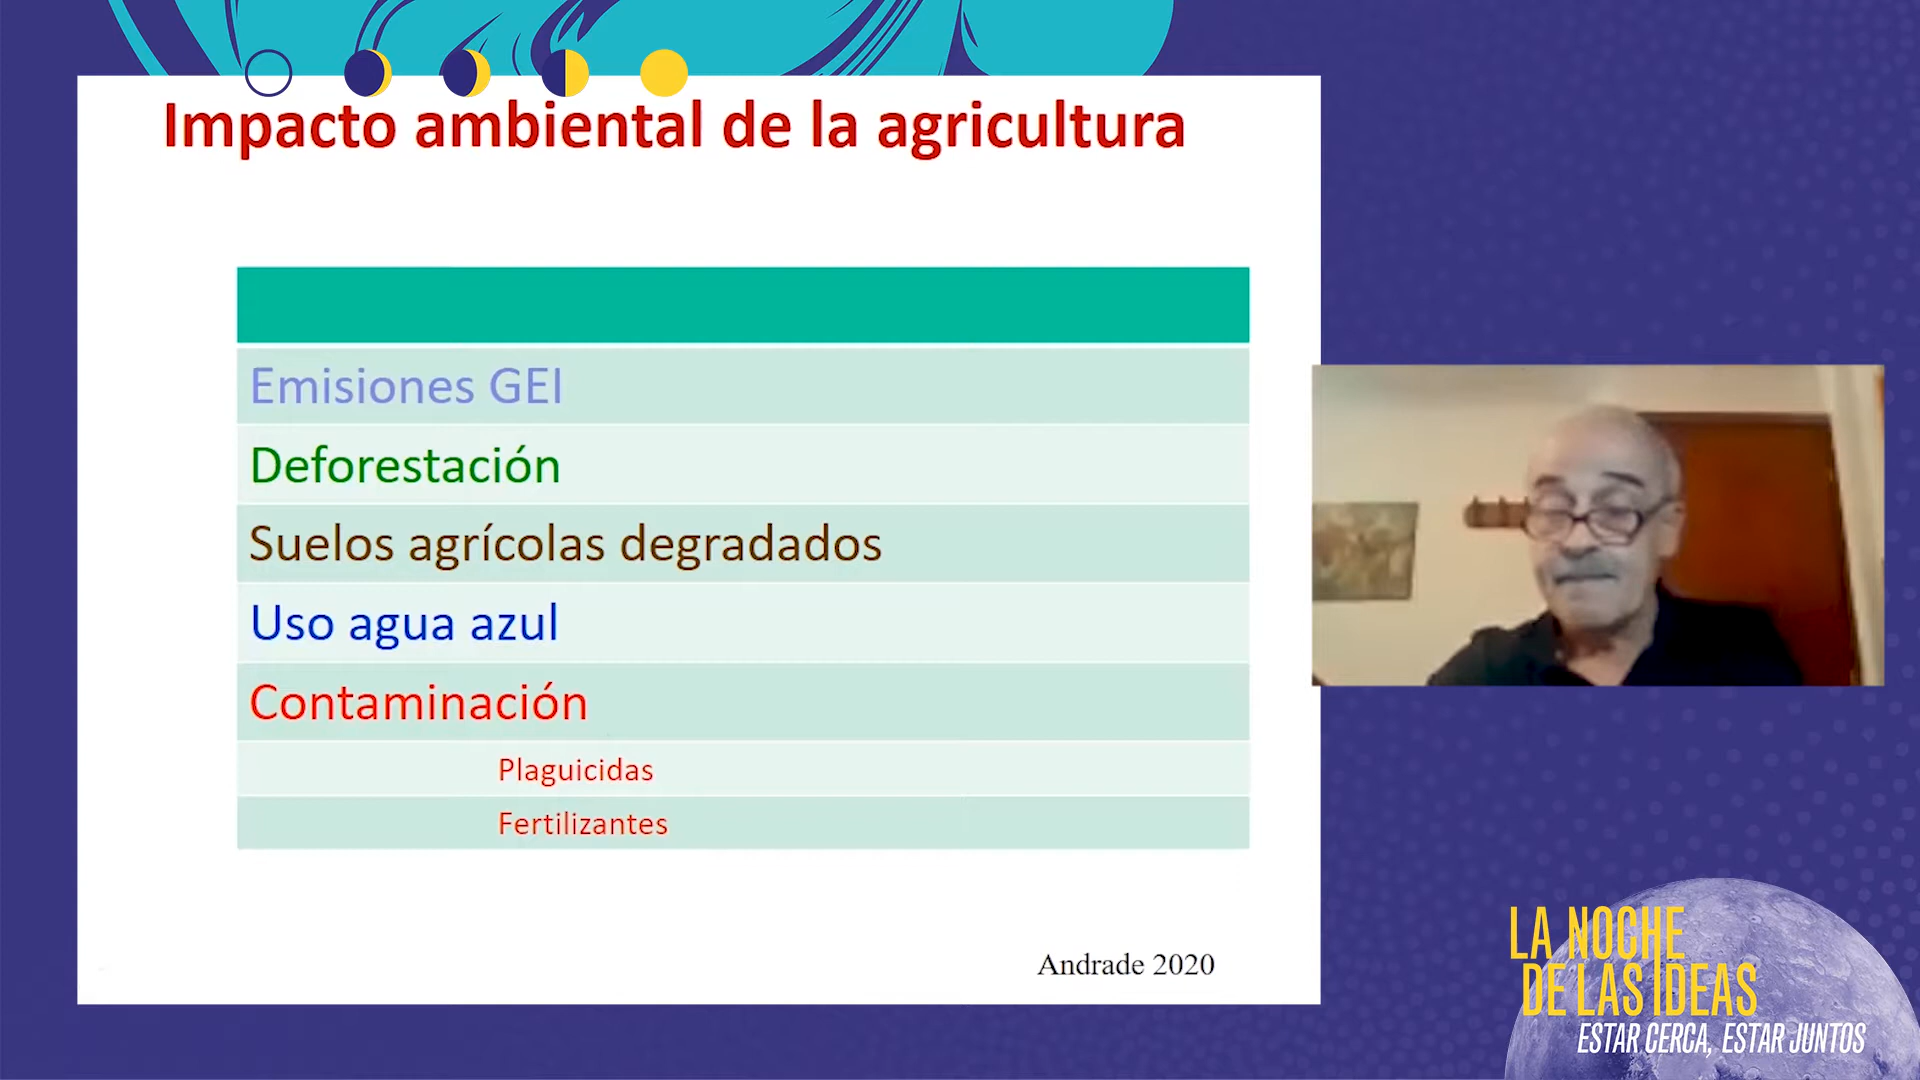 Impacto ambiental de la agricultura
Emisiones GEI
Deforestación
Suelos agrícolas degradados
Uso agua azul
Contaminación
Plaguicidas
Fertilizantes
Andrade 2020
LA NOCHE
DE LAS IDEAS
ESTAR CERCA, ESTAR JUNTOS